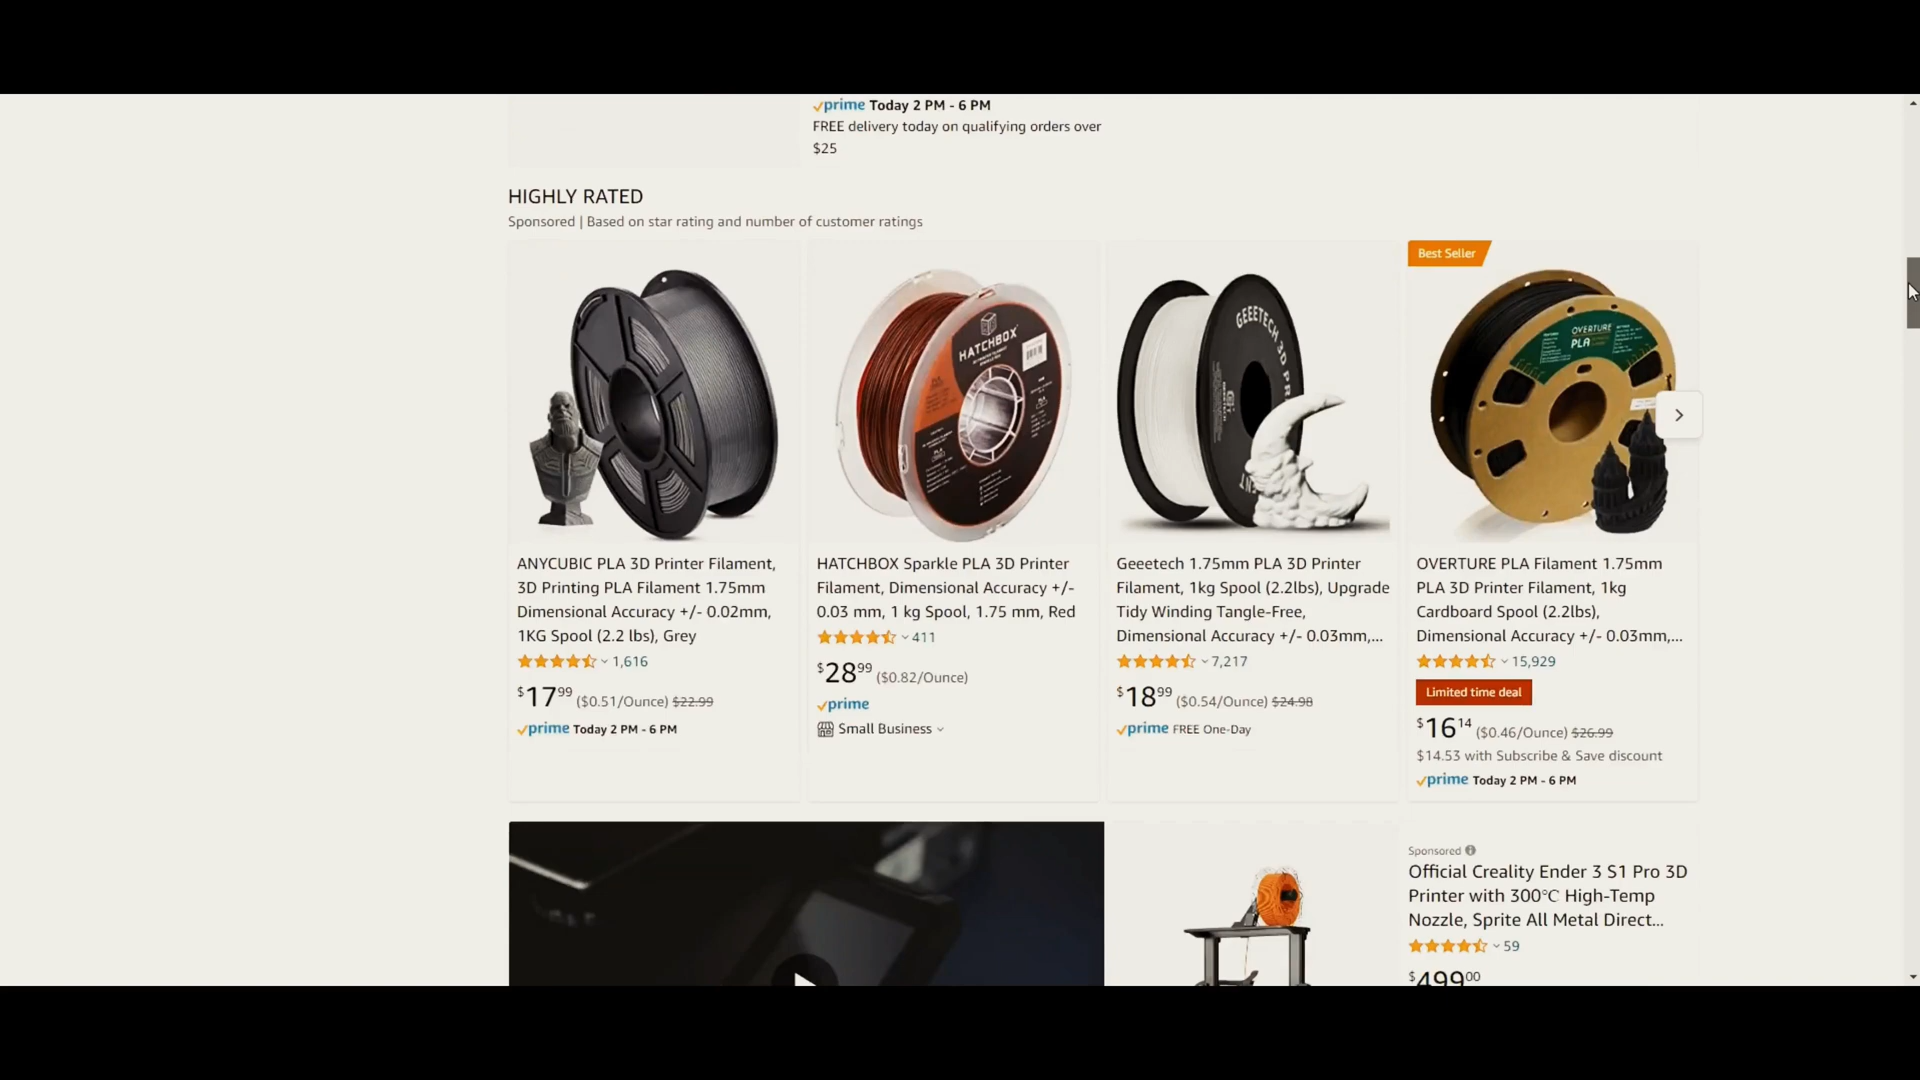 prime Today 2 PM - 6 PM
FREE delivery today on qualifying orders over
$25
HIGHLY RATED
Sponsored | Based on star rating and number of customer ratings
HATCHBOX
GEEETECH 3D PR
Best Seller
OVERTURE
PLA
ANYCUBIC PLA 3D Printer Filament,
3D Printing PLA Filament 1.75mm
Dimensional Accuracy +/- 0.02mm,
1KG Spool (2.2 lbs), Grey
1,616
$17.99 ($0.51/Ounce) $22.99
prime Today 2 PM - 6 PM
HATCHBOX Sparkle PLA 3D Printer
Filament, Dimensional Accuracy +/-
0.03 mm, 1 kg Spool, 1.75 mm, Red
411
$28.99 ($0.82/Ounce)
prime
Small Business
Geeetech 1.75mm PLA 3D Printer
Filament, 1kg Spool (2.2lbs), Upgrade
Tidy Winding Tangle-Free,
Dimensional Accuracy +/- 0.03mm,...
7,217
$18.99 ($0.54/Ounce) $24.98
prime FREE One-Day
OVERTURE PLA Filament 1.75mm
PLA 3D Printer Filament, 1kg
Cardboard Spool (2.2lbs),
Dimensional Accuracy +/- 0.03mm,...
15,929
Limited time deal
$16.14 ($0.46/Ounce) $26.99
$14.53 with Subscribe & Save discount
prime Today 2 PM - 6 PM
Sponsored
Official Creality Ender 3 S1 Pro 3D
Printer with 300℃ High-Temp
Nozzle, Sprite All Metal Direct...
59
$499.00